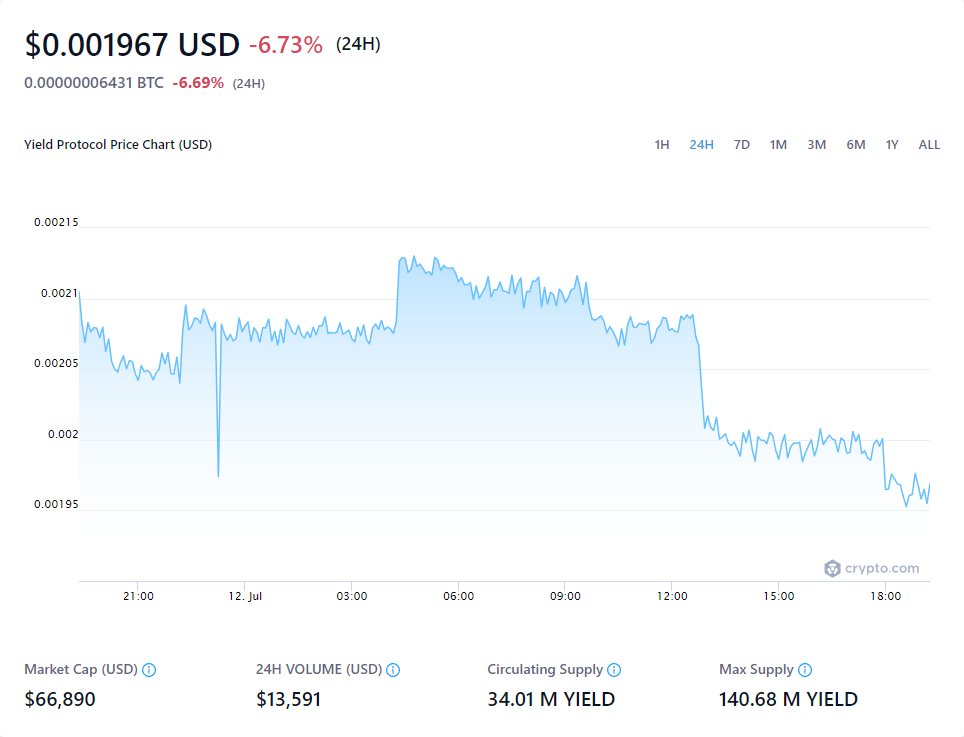 $0.001967 USD -6.73% (24H)
0.00000006431 BTC -6.69% (24H)
Yield Protocol Price Chart (USD) 1H 24H 7D 1M 3M 6M 1Y ALL
0.00215
0.0021
0.00205
0.002
0.00195
crypto.com
21:00 12. Jul 03:00 06:00 09:00 12:00 15:00 18:00
Market Cap (USD) 24H VOLUME (USD) Circulating Supply Max Supply
$66,890 $13,591 34.01 M YIELD 140.68 M YIELD